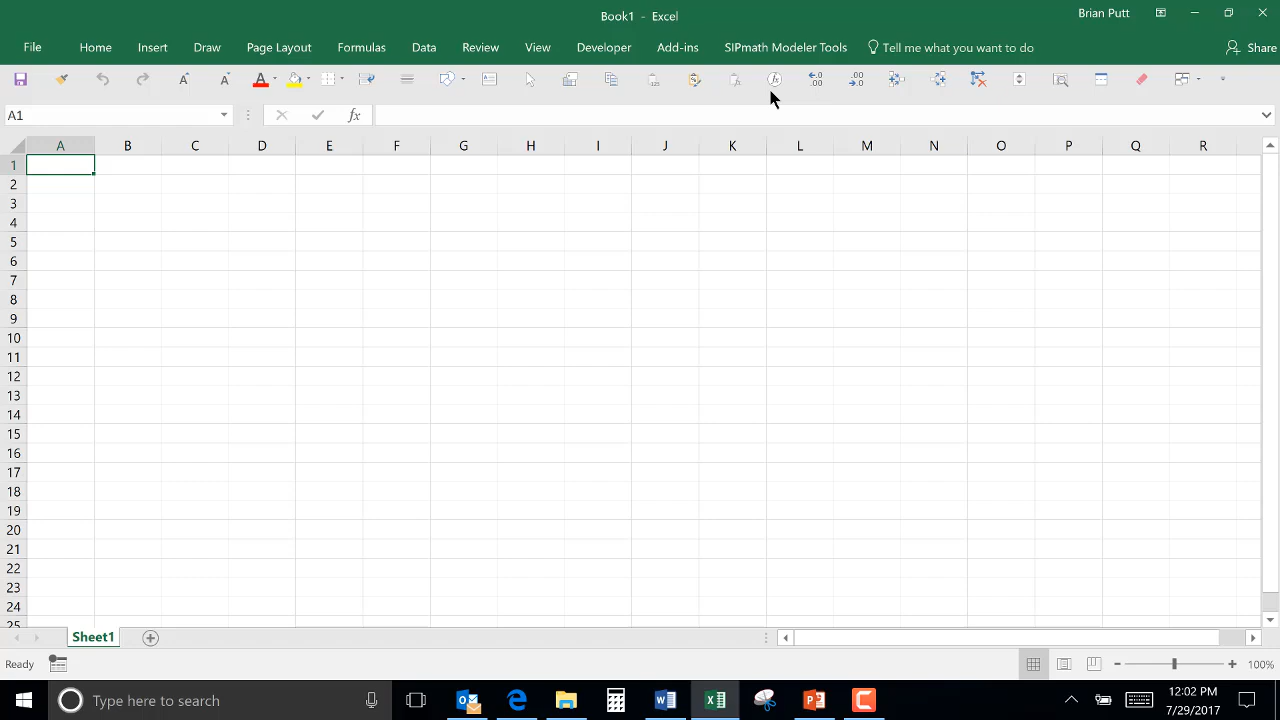 Book1 - Excel
Brian Putt
File Home Insert Draw Page Layout Formulas Data Review View Developer Add-ins SIPmath Modeler Tools Tell me what you want to do Share
A1 fx
A B C D E F G H I J K L M N O P Q R
1
2
3
4
5
6
7
8
9
10
11
12
13
14
15
16
17
18
19
20
21
22
23
24
25
Sheet1
Ready 100%
Type here to search
12:02 PM
7/29/2017